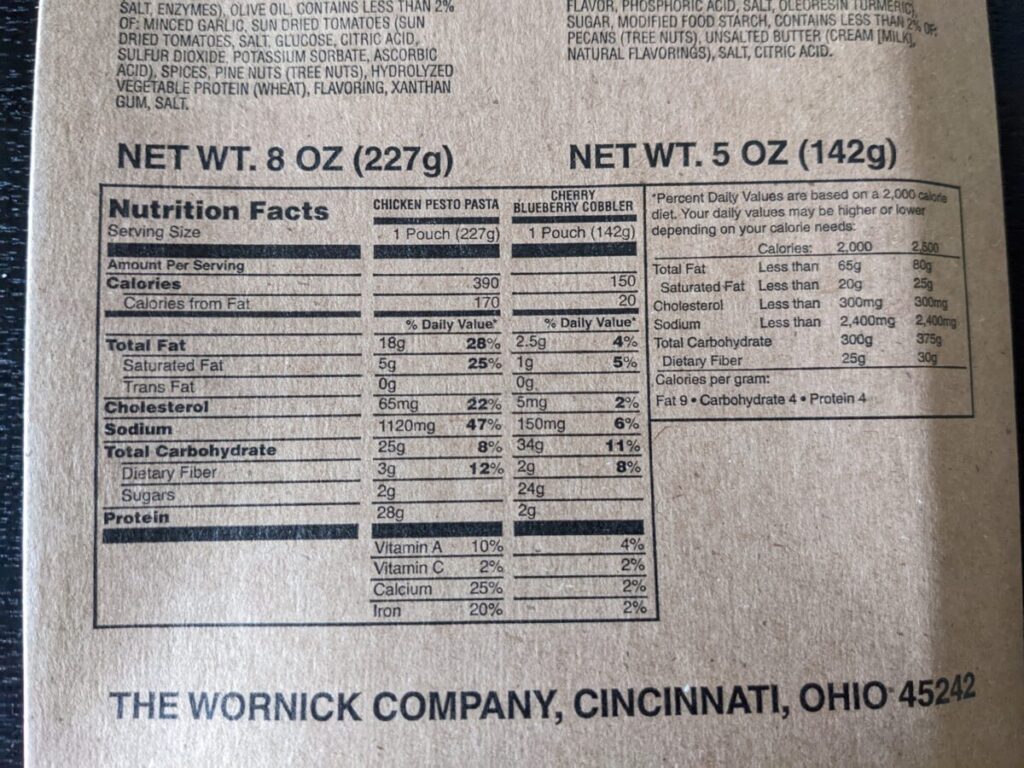 SALT, ENZYMES), OLIVE OIL, CONTAINS LESS THAN 2%
OF: MINCED GARLIC, SUN DRIED TOMATOES (SUN
DRIED TOMATOES, SALT, GLUCOSE, CITRIC ACID,
SULFUR DIOXIDE, POTASSIUM SORBATE, ASCORBIC
ACID), SPICES, PINE NUTS (TREE NUTS), HYDROLYZED
VEGETABLE PROTEIN (WHEAT), FLAVORING, XANTHAN
GUM, SALT.
FLAVOR, PHOSPHORIC ACID, SALT, OLEORESIN TURMERIC),
SUGAR, MODIFIED FOOD STARCH, CONTAINS LESS THAN 2% OF:
PECANS (TREE NUTS), UNSALTED BUTTER (CREAM [MILK],
NATURAL FLAVORINGS), SALT, CITRIC ACID.
NET WT. 8 OZ (227g)
NET WT. 5 OZ (142g)
Nutrition Facts CHICKEN PESTO PASTA CHERRY BLUEBERRY COBBLER
Serving Size 1 Pouch (227g) 1 Pouch (142g)
Amount Per Serving
Calories 390 150
Calories from Fat 170 20
% Daily Value* % Daily Value*
Total Fat 18g 28% 2.5g 4%
Saturated Fat 5g 25% 1g 5%
Trans Fat 0g 0g
Cholesterol 65mg 22% 5mg 2%
Sodium 1120mg 47% 150mg 6%
Total Carbohydrate 25g 8% 34g 11%
Dietary Fiber 3g 12% 2g 8%
Sugars 2g 24g
Protein 28g 2g
Vitamin A 10% 4%
Vitamin C 2% 2%
Calcium 25% 2%
Iron 20% 2%
*Percent Daily Values are based on a 2,000 calorie
diet. Your daily values may be higher or lower
depending on your calorie needs:
Calories: 2,000 2,500
Total Fat Less than 65g 80g
Saturated Fat Less than 20g 25g
Cholesterol Less than 300mg 300mg
Sodium Less than 2,400mg 2,400mg
Total Carbohydrate 300g 375g
Dietary Fiber 25g 30g
Calories per gram:
Fat 9 • Carbohydrate 4 • Protein 4
THE WORNICK COMPANY, CINCINNATI, OHIO 45242